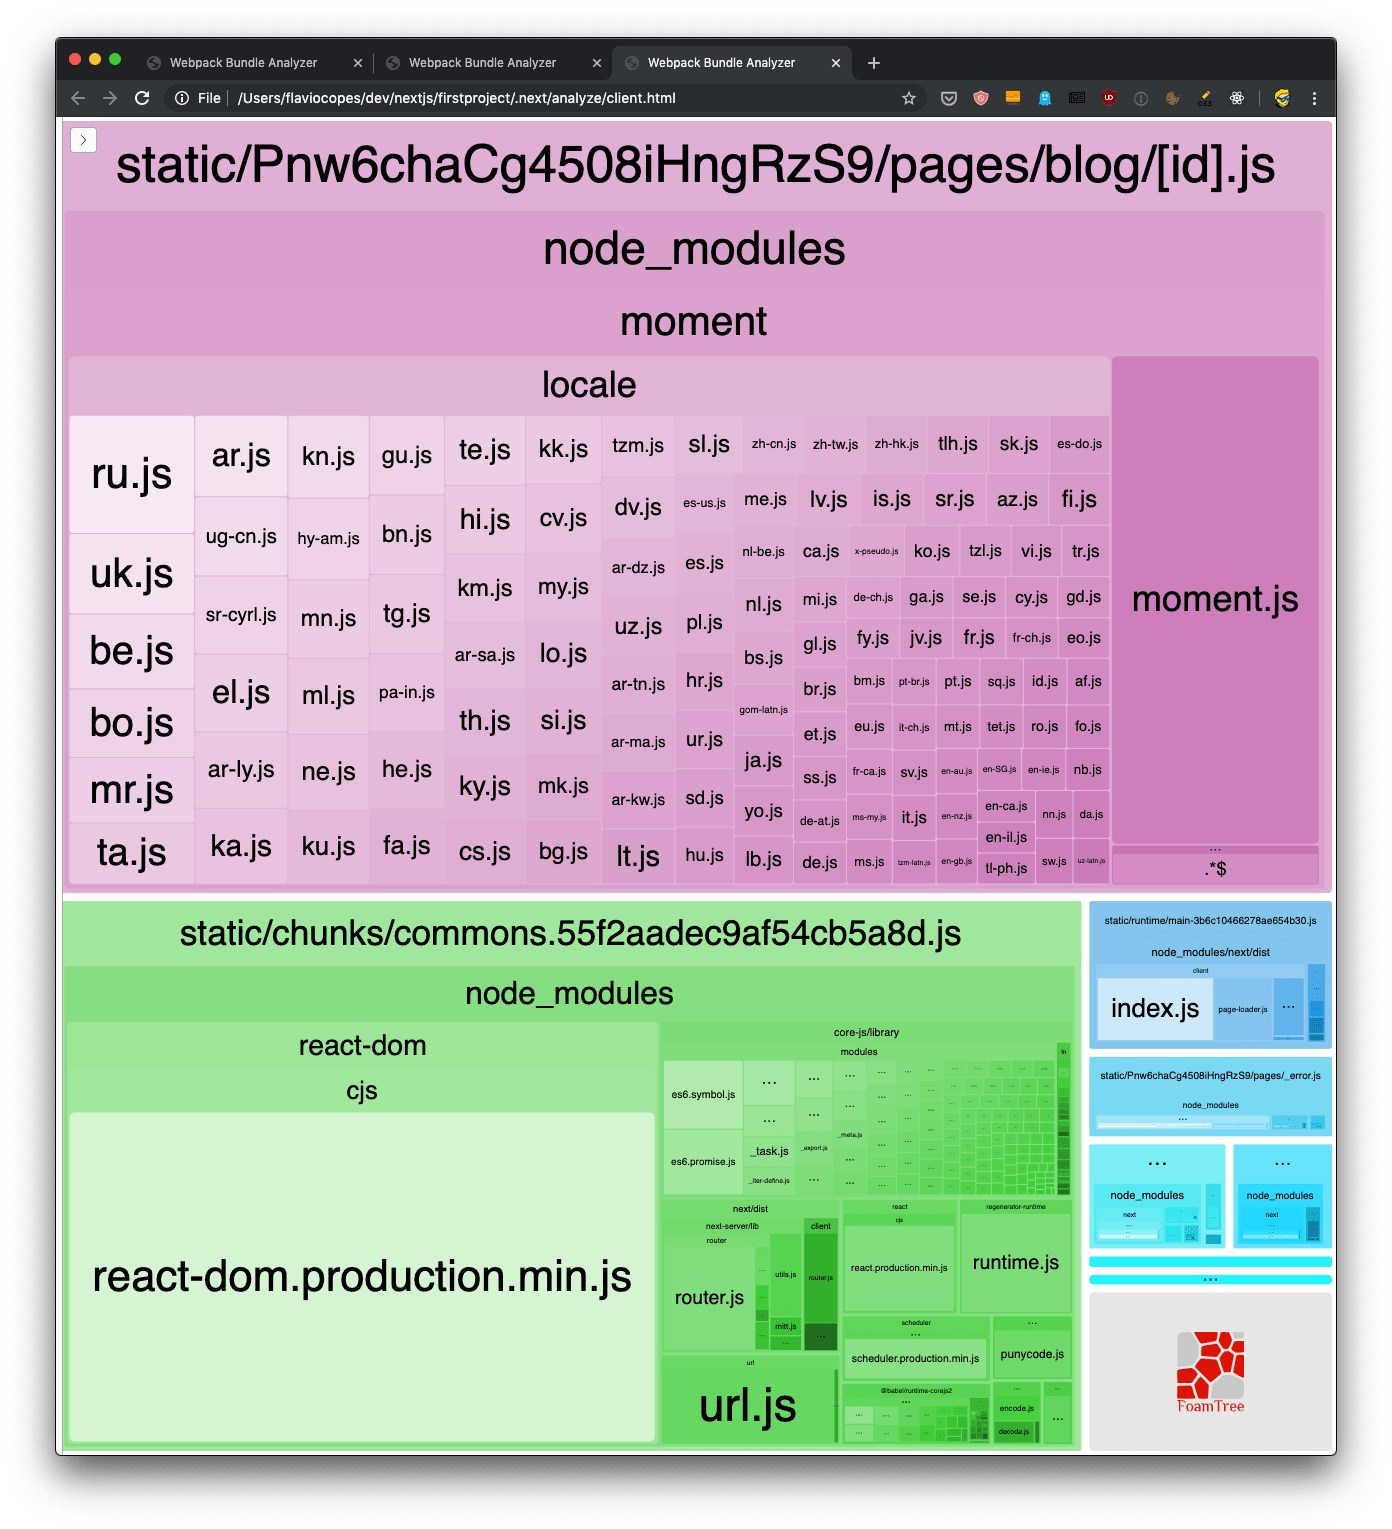 Webpack Bundle Analyzer
Webpack Bundle Analyzer
Webpack Bundle Analyzer
File
/Users/flaviocopes/dev/nextjs/firstproject/.next/analyze/client.html
static/Pnw6chaCg4508iHngRzS9/pages/blog/[id].js
node_modules
moment
locale
ru.js
uk.js
be.js
bo.js
mr.js
ta.js
ar.js
ug-cn.js
sr-cyrl.js
el.js
ar-ly.js
ka.js
kn.js
hy-am.js
mn.js
ml.js
ne.js
ku.js
gu.js
bn.js
tg.js
pa-in.js
he.js
fa.js
te.js
hi.js
km.js
ar-sa.js
th.js
ky.js
cs.js
kk.js
cv.js
my.js
lo.js
si.js
mk.js
bg.js
tzm.js
dv.js
ar-dz.js
uz.js
ar-tn.js
ar-ma.js
ar-kw.js
lt.js
sl.js
es-us.js
es.js
pl.js
hr.js
ur.js
sd.js
hu.js
zh-cn.js
zh-tw.js
zh-hk.js
tlh.js
sk.js
es-do.js
me.js
lv.js
is.js
sr.js
az.js
fi.js
nl-be.js
nl.js
bs.js
gom-latn.js
ja.js
yo.js
lb.js
ca.js
mi.js
gl.js
br.js
et.js
ss.js
de-at.js
de.js
x-pseudo.js
ko.js
tzl.js
vi.js
tr.js
de-ch.js
ga.js
se.js
cy.js
gd.js
fy.js
jv.js
fr.js
fr-ch.js
eo.js
bm.js
pt-br.js
pt.js
sq.js
id.js
af.js
eu.js
it-ch.js
mt.js
tet.js
ro.js
fo.js
fr-ca.js
sv.js
en-au.js
en-SG.js
en-ie.js
nb.js
ms-my.js
it.js
en-nz.js
en-ca.js
en-il.js
nn.js
da.js
ms.js
tzm-latn.js
en-gb.js
tl-ph.js
sw.js
uz-latn.js
moment.js
...
.*$
static/chunks/commons.55f2aadec9af54cb5a8d.js
node_modules
react-dom
cjs
react-dom.production.min.js
core-js/library
modules
fn
es6.symbol.js
es6.promise.js
_task.js
_iter-define.js
_export.js
_meta.js
next/dist
next-server/lib
router
router.js
utils.js
mitt.js
client
router.js
url
url.js
react
cjs
react.production.min.js
regenerator-runtime
runtime.js
scheduler
...
scheduler.production.min.js
...
punycode.js
@babel/runtime-corejs2
...
encode.js
decode.js
static/runtime/main-3b6c10466278ae654b30.js
node_modules/next/dist
client
index.js
page-loader.js
...
static/Pnw6chaCg4508iHngRzS9/pages/_error.js
node_modules
...
...
node_modules
next
...
node_modules
next
...
FoamTree